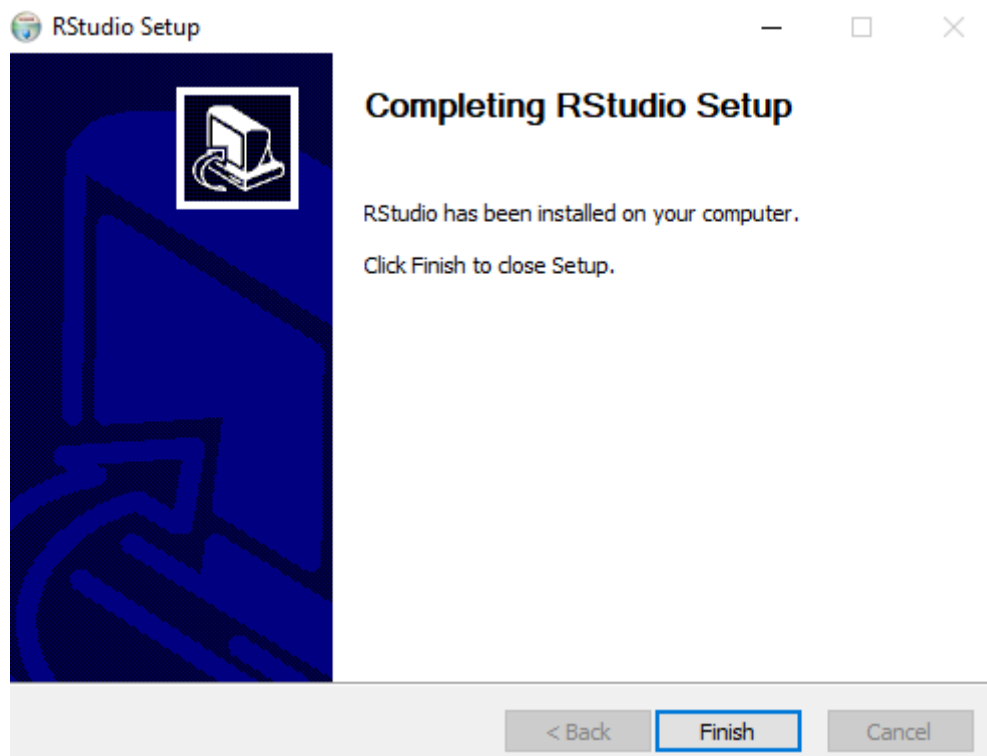 RStudio Setup
Completing RStudio Setup
RStudio has been installed on your computer.
Click Finish to close Setup.
< Back
Finish
Cancel